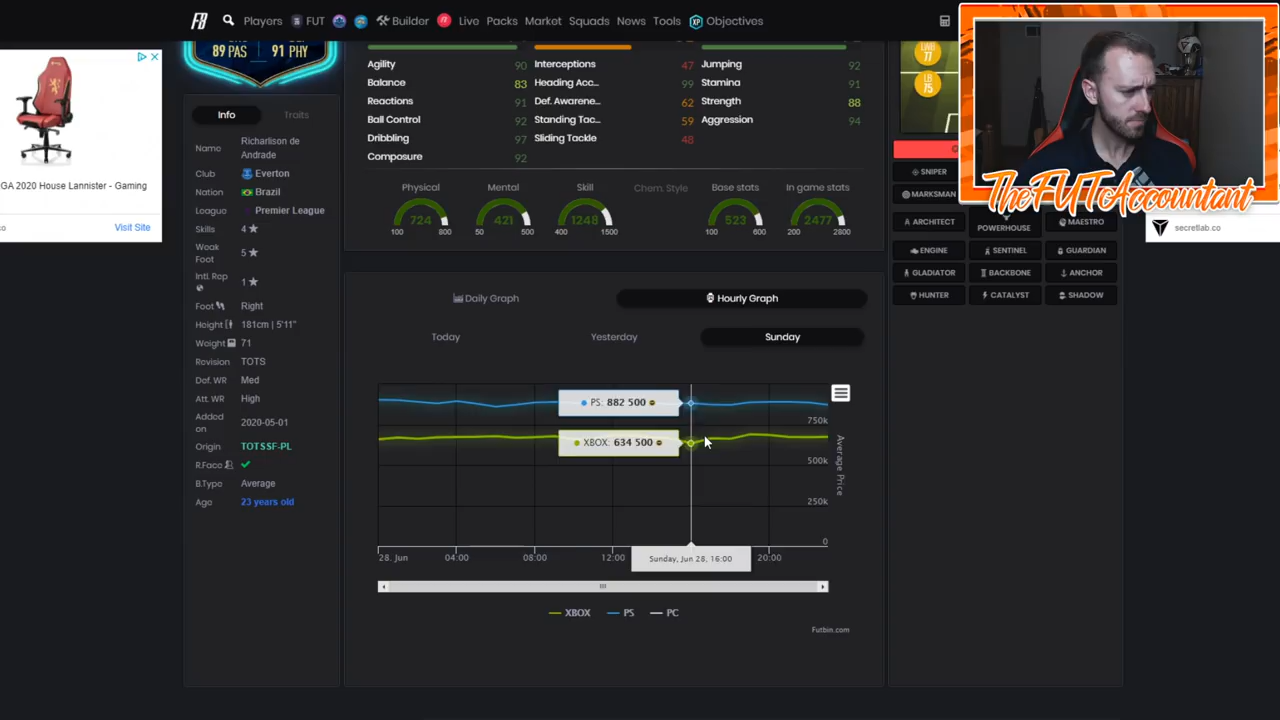 F8 Players FUT Builder Live Packs Market Squads News Tools XP Objectives
89 PAS 91 PHY
Agility 90 Interceptions 47 Jumping 92
Balance 83 Heading Acc... 99 Stamina 91
Reactions 91 Def. Awarene... 62 Strength 88
Ball Control 92 Standing Tac... 59 Aggression 94
Dribbling 97 Sliding Tackle 48
Composure 92
Physical Mental Skill Chem. Style Base stats In game stats
724 421 1248 523 2477
100 800 50 500 400 1500 100 600 200 2800
Info Traits
Name Richarlison de
Andrade
Club Everton
Nation Brazil
League Premier League
Skills 4
Weak
Foot 5
Intl. Rep 1
Foot Right
Height 181cm | 5'11"
Weight 71
Revision TOTS
Def. WR Med
Att. WR High
Added
on 2020-05-01
Origin TOTSSF-PL
R.Face
B.Type Average
Age 23 years old
GA 2020 House Lannister - Gaming
co Visit Site
Daily Graph Hourly Graph
Today Yesterday Sunday
PS: 882 500
XBOX: 634 500
750k
500k
250k
0
Average Price
28. Jun 04:00 08:00 12:00 Sunday, Jun 28, 16:00 20:00
XBOX PS PC
Futbin.com
LAB
77
LB
75
SNIPER
MARKSMAN
ARCHITECT POWERHOUSE MAESTRO
ENGINE SENTINEL GUARDIAN
GLADIATOR BACKBONE ANCHOR
HUNTER CATALYST SHADOW
TheFUTAccountant
secretlab.co